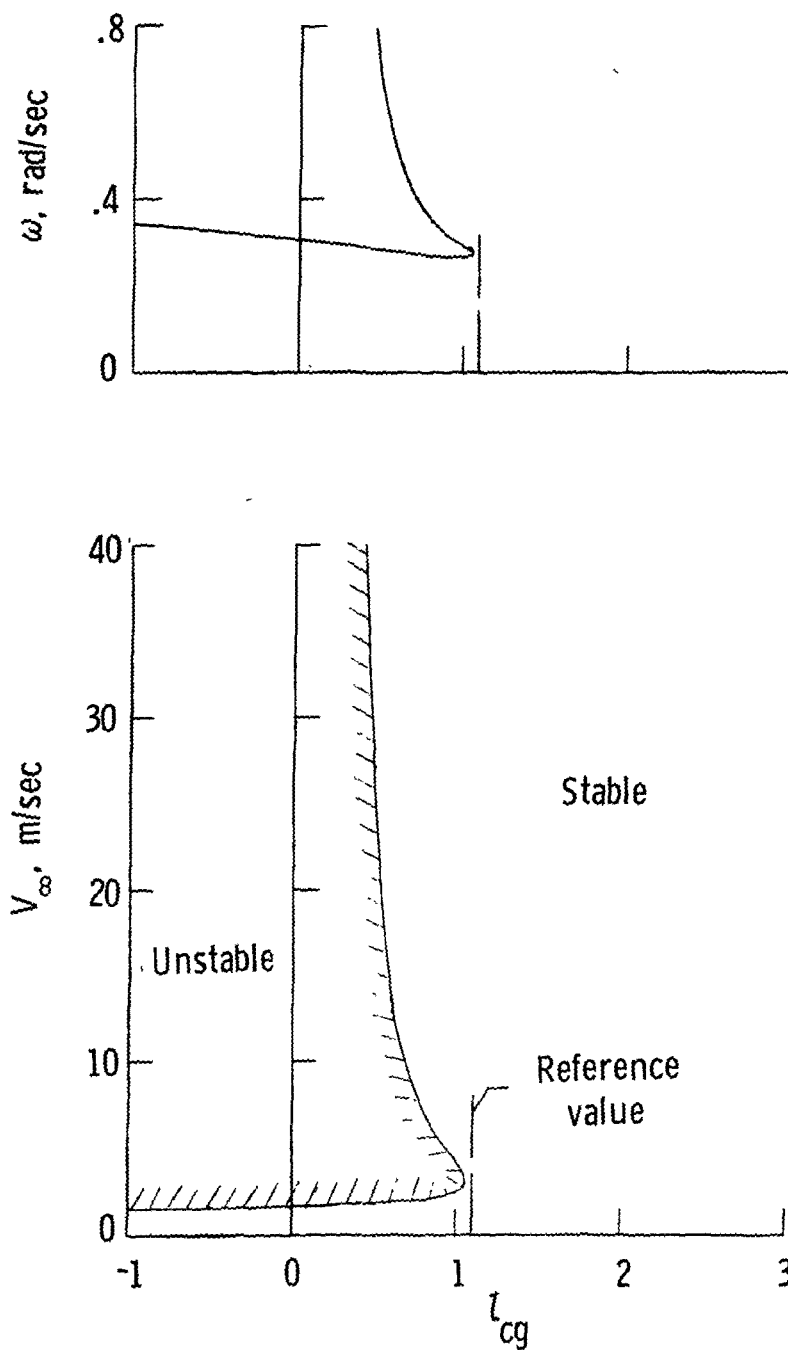 .8
ω, rad/sec
.4
0
40
30
V∞, m/sec
Stable
20
Unstable
10
Reference
value
0
-1 0 1 2 3
lcg